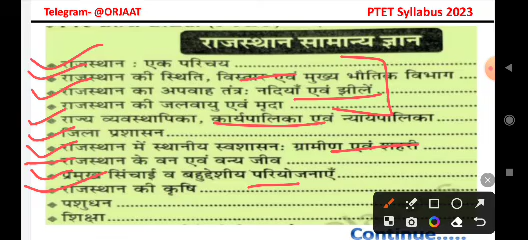 Telegram- @ORJAAT PTET Syllabus 2023
राजस्थान सामान्य ज्ञान
राजस्थान : एक परिचय
राजस्थान की स्थिति, विस्तार एवं मुख्य भौतिक विभाग
राजस्थान का अपवाह तंत्र: नदियाँ एवं झीलें
राजस्थान की जलवायु एवं मृदा
राज्य व्यवस्थापिका, कार्यपालिका एवं न्यायपालिका
जिला प्रशासन
राजस्थान में स्थानीय स्वशासन: ग्रामीण एवं शहरी
राजस्थान के वन एवं वन्य जीव
प्रमुख सिंचाई व बहुद्देशीय परियोजनाएँ
राजस्थान की कृषि
पशुधन
शिक्षा
Continue.....